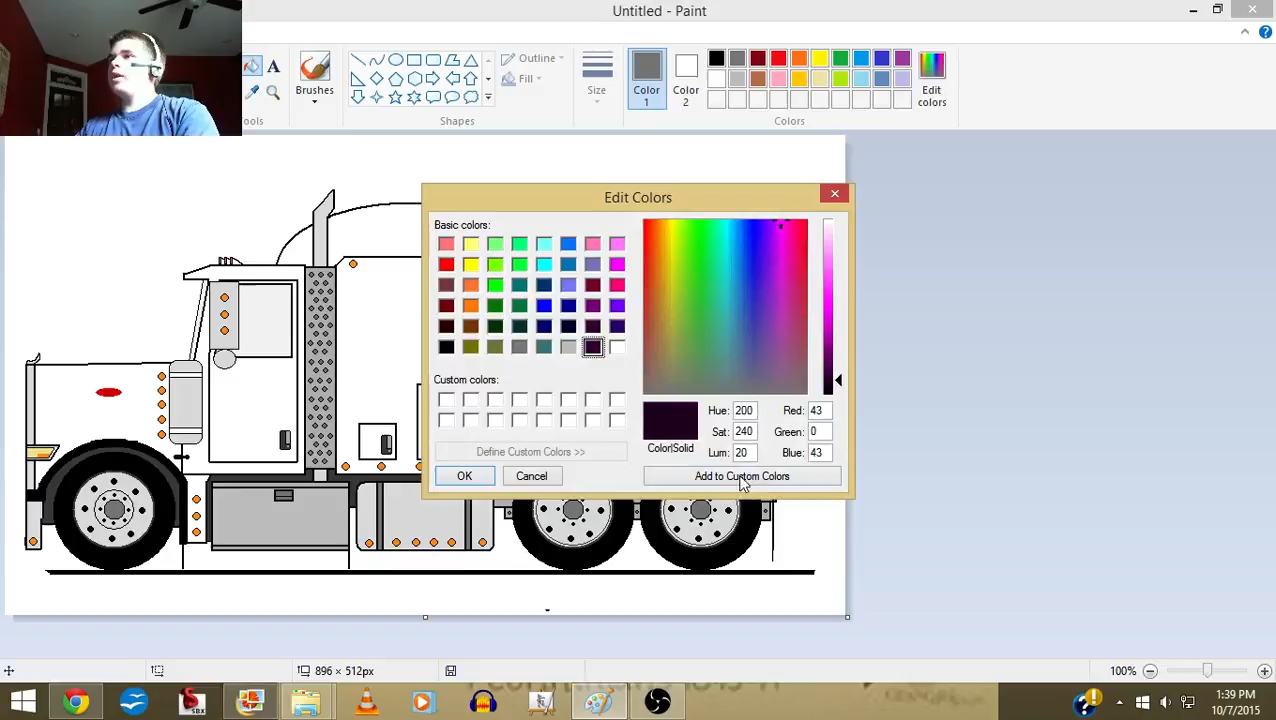 Untitled - Paint
Outline
Fill
Brushes
Size
Color 1
Color 2
Edit colors
ools
Shapes
Colors
Edit Colors
Basic colors:
Custom colors:
Define Custom Colors >>
OK
Cancel
Color|Solid
Hue: 200
Sat: 240
Lum: 20
Red: 43
Green: 0
Blue: 43
Add to Custom Colors
896 × 512px
100%
SBX
1:39 PM
10/7/2015